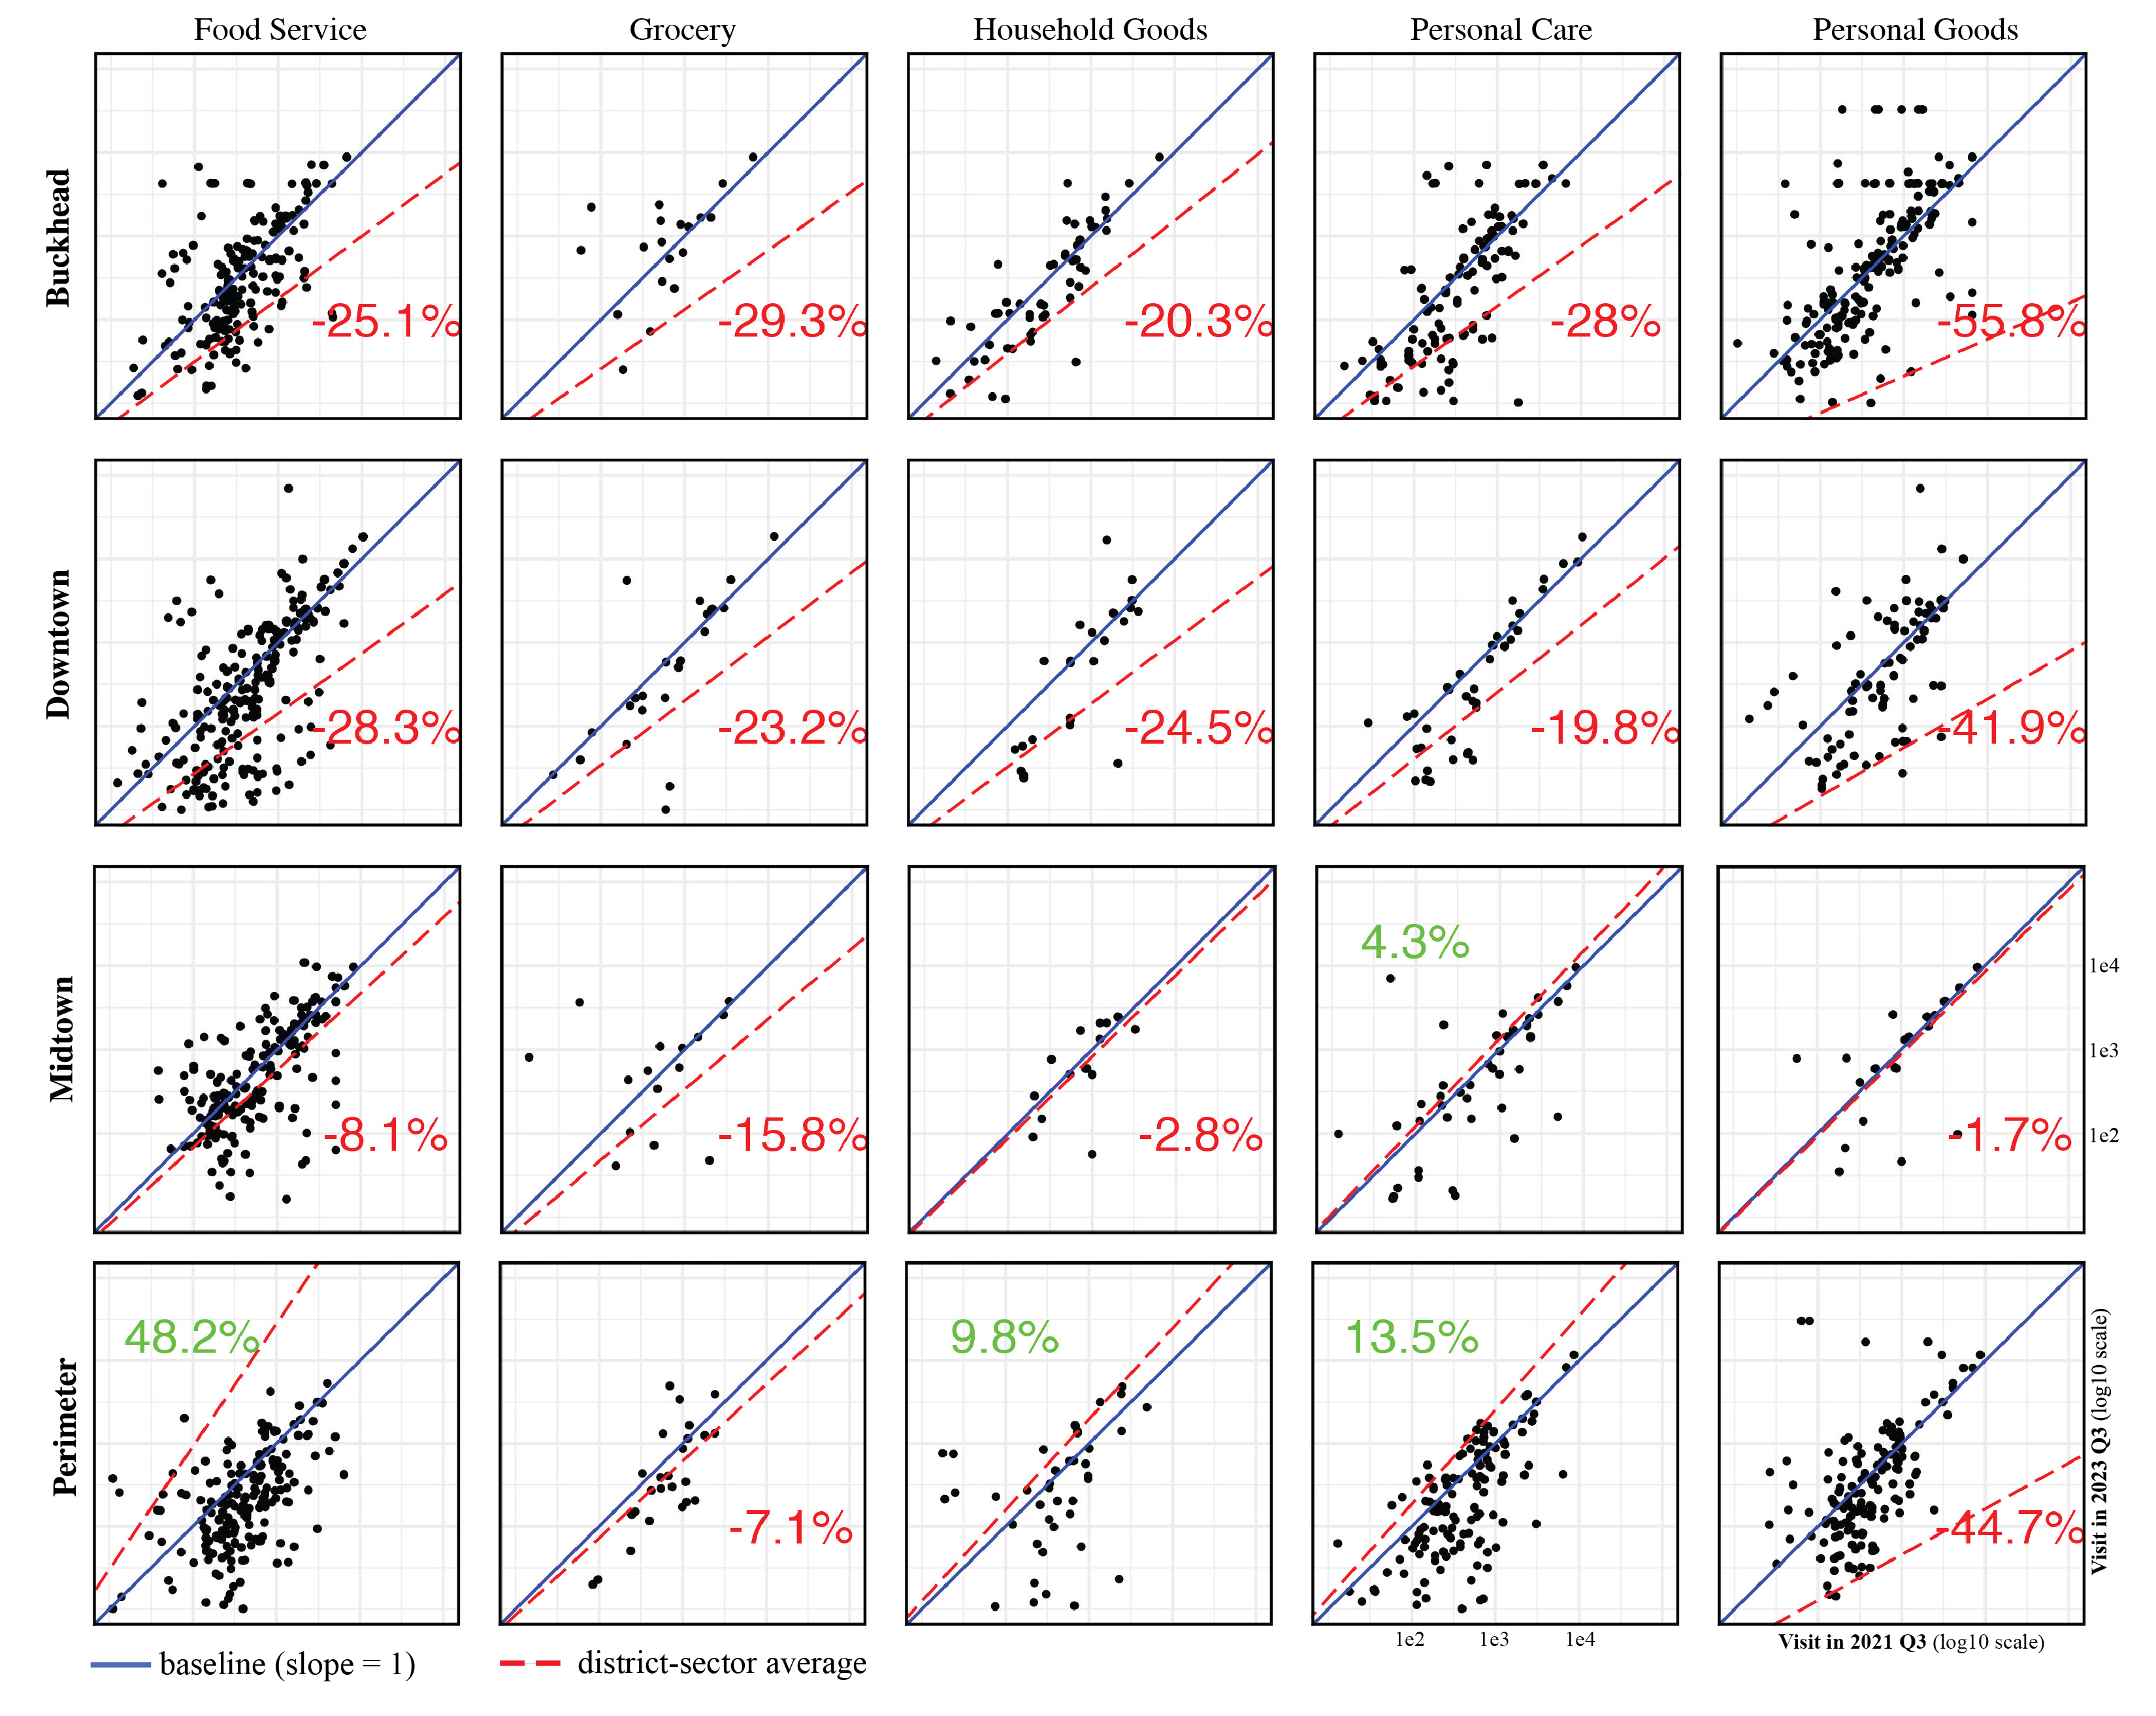 Food Service Grocery Household Goods Personal Care Personal Goods
Buckhead
-25.1% -29.3% -20.3% -28% -55.8%
Downtown
-28.3% -23.2% -24.5% -19.8% -41.9%
Midtown
4.3%
1e4
1e3
-8.1% -15.8% -2.8% -1.7% 1e2
Perimeter
48.2% 9.8% 13.5%
-7.1% -44.7%
Visit in 2023 Q3 (log10 scale)
1e2 1e3 1e4
Visit in 2021 Q3 (log10 scale)
baseline (slope = 1) district-sector average